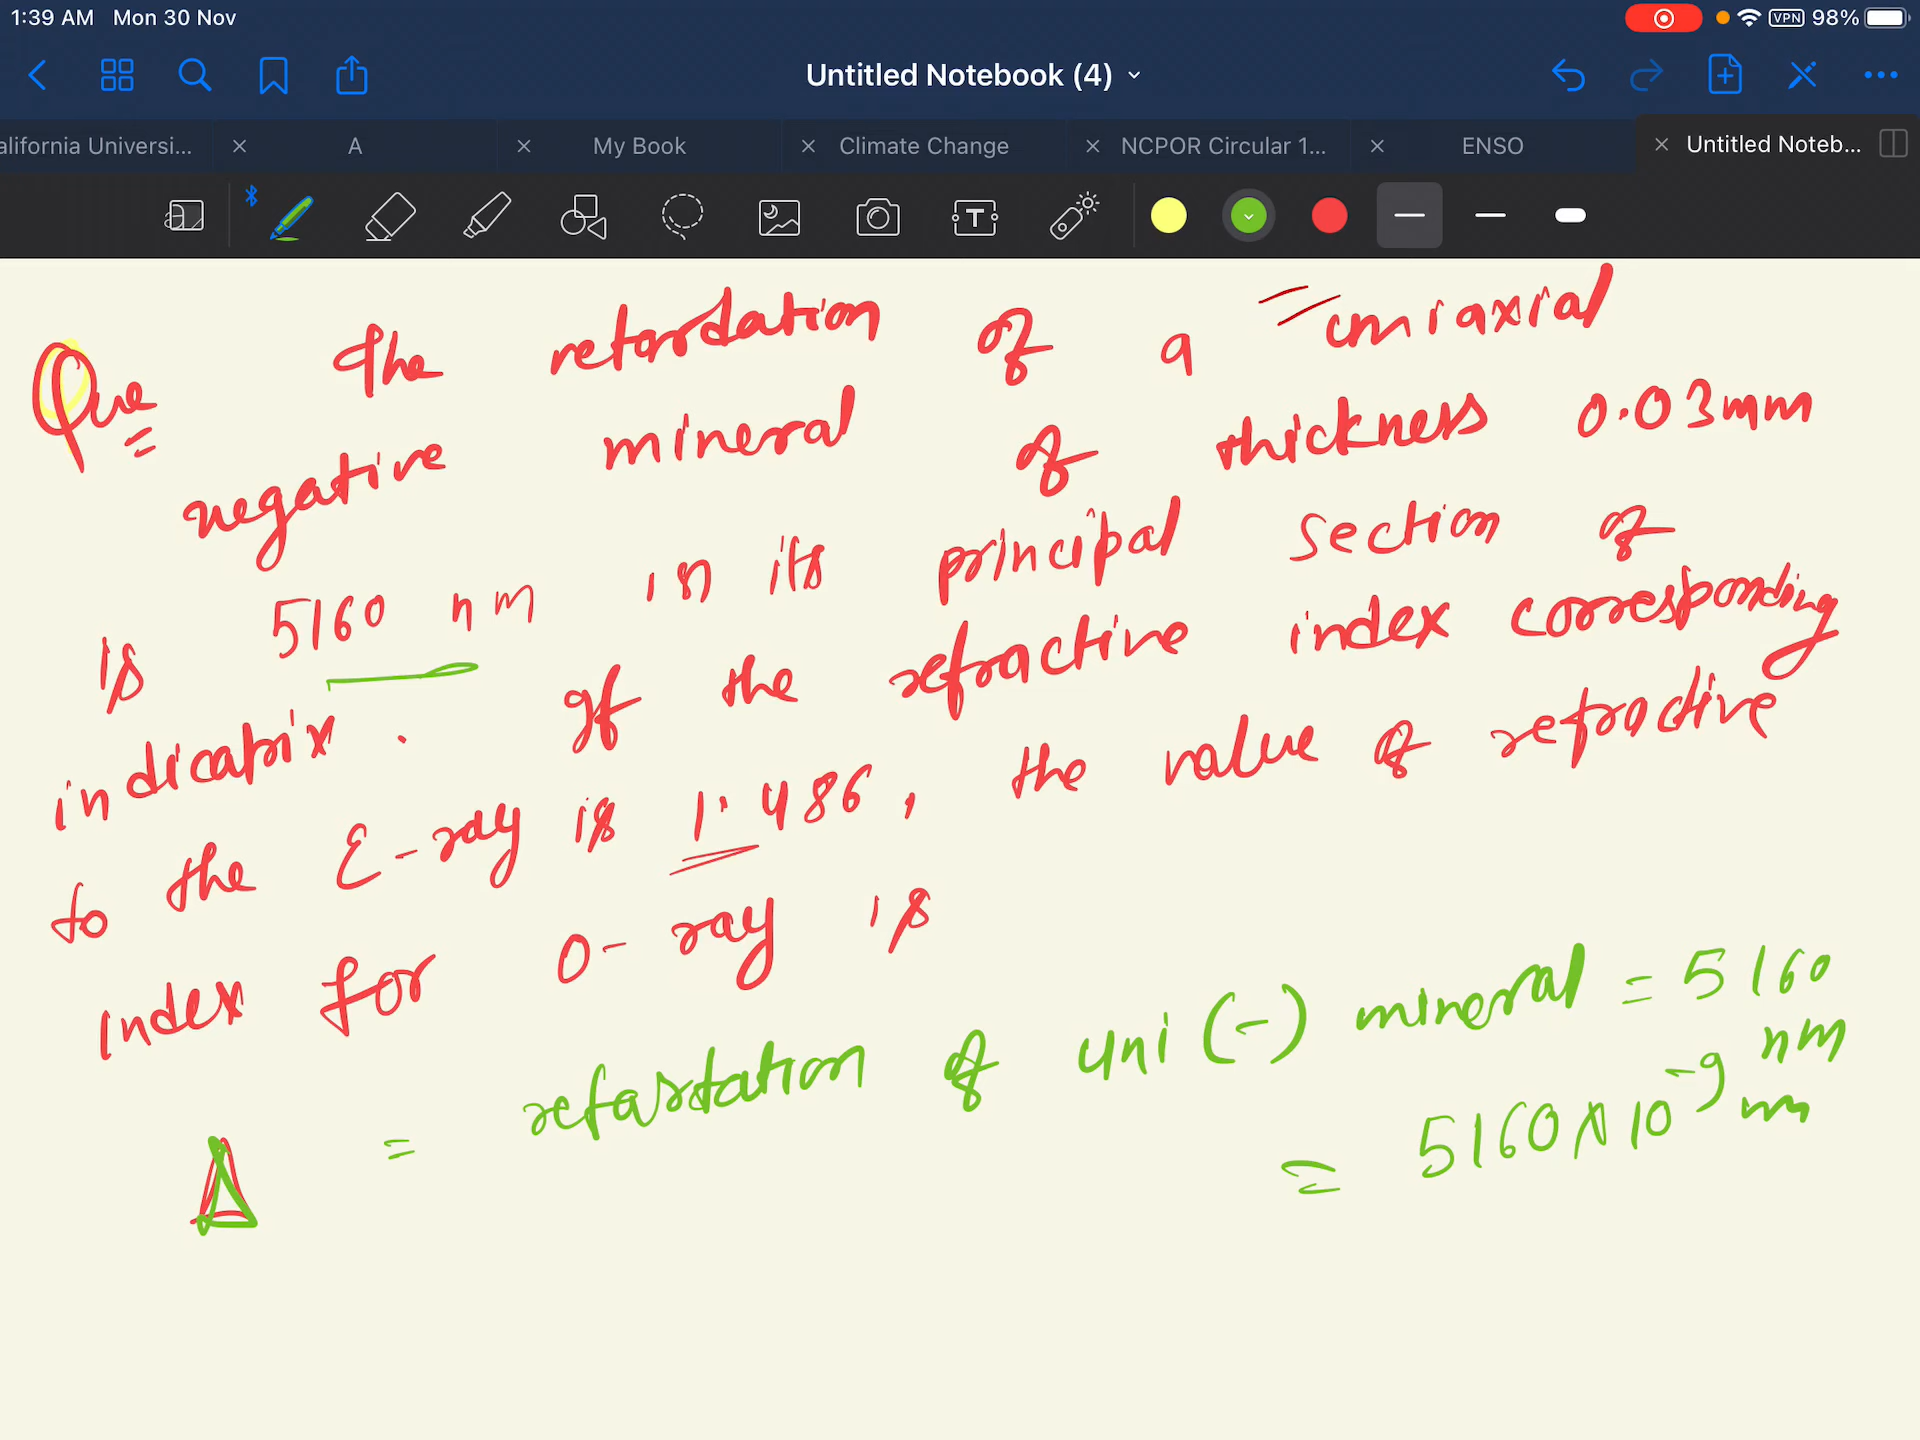 1:39 AM Mon 30 Nov
VPN 98%
Untitled Notebook (4)
alifornia Universi... × A × My Book × Climate Change × NCPOR Circular 1... × ENSO × Untitled Noteb...
Que The retardation of a uniaxial
negative mineral of thickness 0.03mm
is 5160 nm in its principal section of
indicatrix. If the refractive index corresponding
to the E-ray is 1.486, the value of refractive
index for O-ray is
Δ = retardation of uni (-) mineral = 5160 nm
= 5160 × 10^-9 m